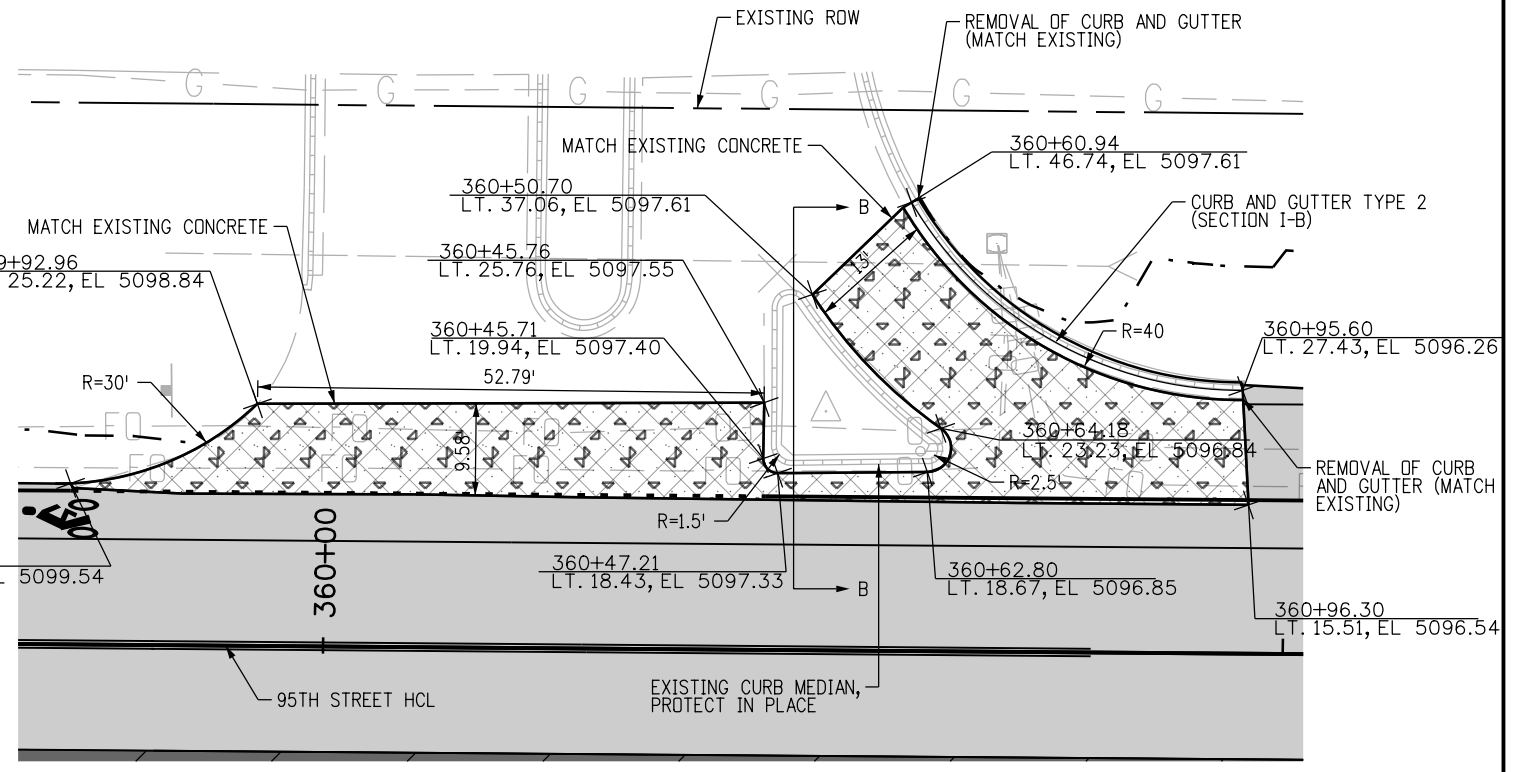 EXISTING ROW
REMOVAL OF CURB AND GUTTER
(MATCH EXISTING)
G G G G G G
MATCH EXISTING CONCRETE
360+60.94
LT. 46.74, EL 5097.61
360+50.70
LT. 37.06, EL 5097.61
B
CURB AND GUTTER TYPE 2
(SECTION I-B)
MATCH EXISTING CONCRETE
360+45.76
LT. 25.76, EL 5097.55
9+92.96
25.22, EL 5098.84
13'
360+45.71
LT. 19.94, EL 5097.40
R=40
360+95.60
LT. 27.43, EL 5096.26
R=30'
52.79'
9.58'
360+64.18
LT. 23.23, EL 5096.84
R=2.5'
REMOVAL OF CURB
AND GUTTER (MATCH
EXISTING)
R=1.5'
360+00
360+47.21
LT. 18.43, EL 5097.33
B
360+62.80
LT. 18.67, EL 5096.85
5099.54
360+96.30
LT. 15.51, EL 5096.54
95TH STREET HCL
EXISTING CURB MEDIAN,
PROTECT IN PLACE